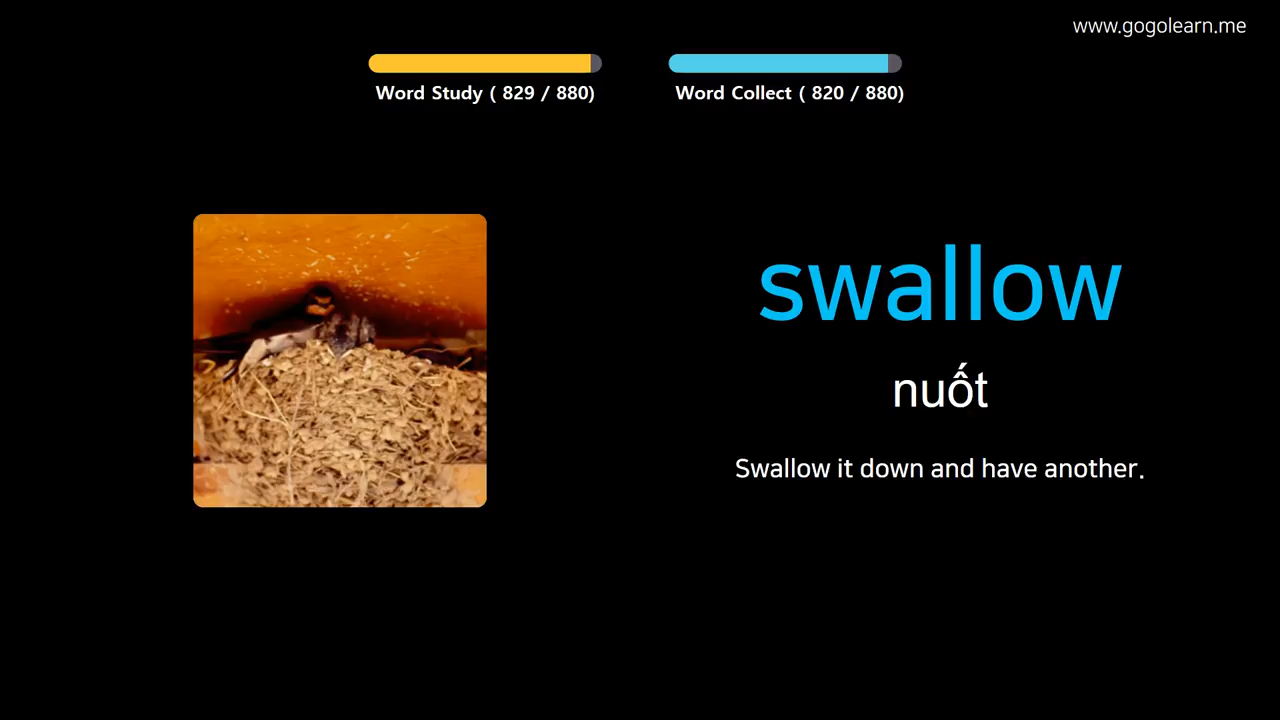 www.gogolearn.me
Word Study ( 829 / 880)
Word Collect ( 820 / 880)
swallow
nuốt
Swallow it down and have another.